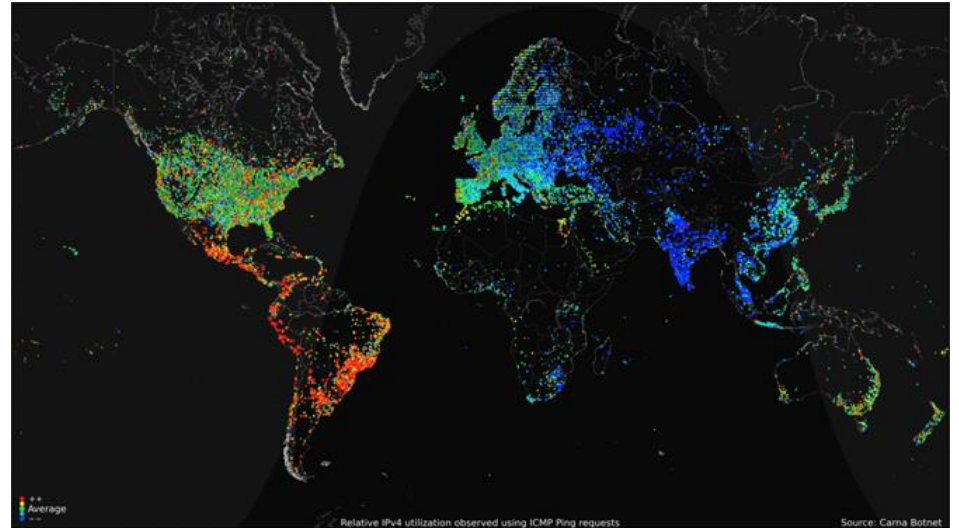 ++
Average
--
Relative IPv4 utilization observed using ICMP Ping requests
Source: Carna Botnet